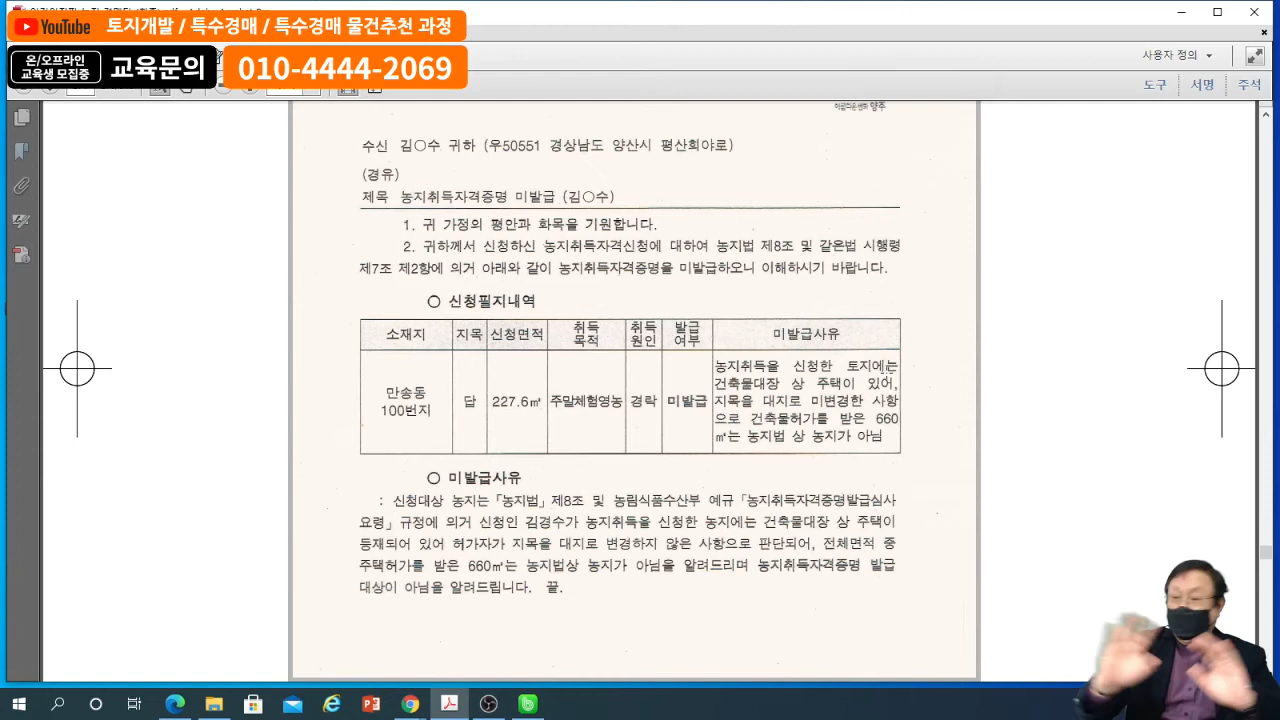 YouTube 토지개발 / 특수경매 / 특수경매 물건추천 과정
온/오프라인
교육생 모집중
교육문의
010-4444-2069
사용자 정의
도구 서명 주석
아름다운변화 양주
수신 김○수 귀하 (우50551 경상남도 양산시 평산회야로)
(경유)
제목 농지취득자격증명 미발급 (김○수)
1. 귀 가정의 평안과 화목을 기원합니다.
2. 귀하께서 신청하신 농지취득자격신청에 대하여 농지법 제8조 및 같은법 시행령
제7조 제2항에 의거 아래와 같이 농지취득자격증명을 미발급하오니 이해하시기 바랍니다.
○ 신청필지내역
소재지 지목 신청면적 취득 목적 취득 원인 발급 여부 미발급사유
만송동
100번지
답 227.6㎡ 주말체험영농 경락 미발급
농지취득을 신청한 토지에는
건축물대장 상 주택이 있어,
지목을 대지로 미변경한 사항
으로 건축물허가를 받은 660
㎡는 농지법 상 농지가 아님
○ 미발급사유
: 신청대상 농지는「농지법」제8조 및 농림식품수산부 예규「농지취득자격증명발급심사
요령」규정에 의거 신청인 김경수가 농지취득을 신청한 농지에는 건축물대장 상 주택이
등재되어 있어 허가자가 지목을 대지로 변경하지 않은 사항으로 판단되어, 전체면적 중
주택허가를 받은 660㎡는 농지법상 농지가 아님을 알려드리며 농지취득자격증명 발급
대상이 아님을 알려드립니다. 끝.